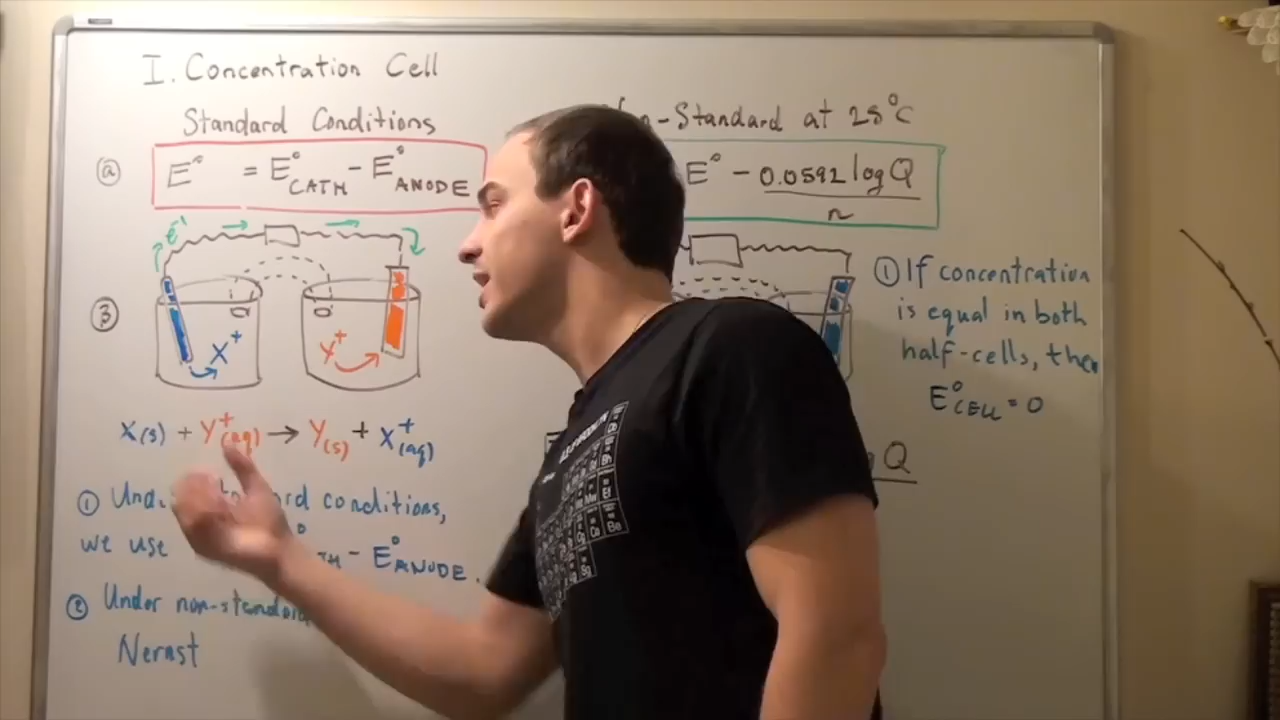 I. Concentration Cell
Standard Conditions
ⓐ E° = E°CATH - E°ANODE
e⁻¹
③
X⁺
Y⁺
X(s) + Y⁺(aq) → Y(s) + X⁺(aq)
① conditions,
we use - E°ANODE.
② Under non-standard
Nernst
-Standard at 25°C
E° - 0.0592 log Q
n
① If concentration
is equal in both
half-cells, then
E°CELL = 0
Q